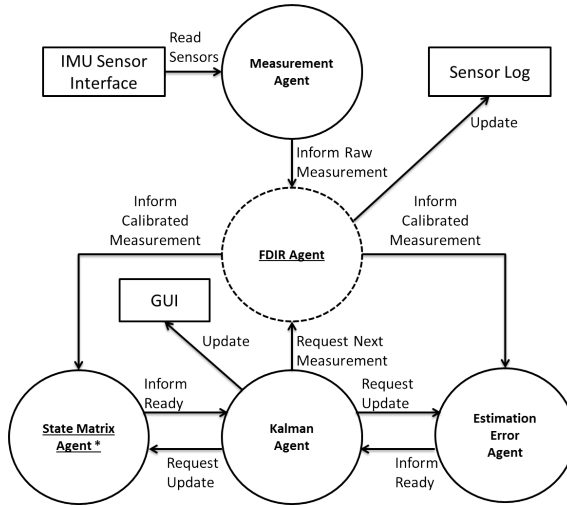 Read
Sensors
IMU Sensor
Interface
Measurement
Agent
Sensor Log
Update
Inform Raw
Measurement
Inform
Calibrated
Measurement
Inform
Calibrated
Measurement
FDIR Agent
GUI
Update
Request Next
Measurement
Inform
Ready
Request
Update
State Matrix
Agent *
Kalman
Agent
Estimation
Error
Agent
Request
Update
Inform
Ready